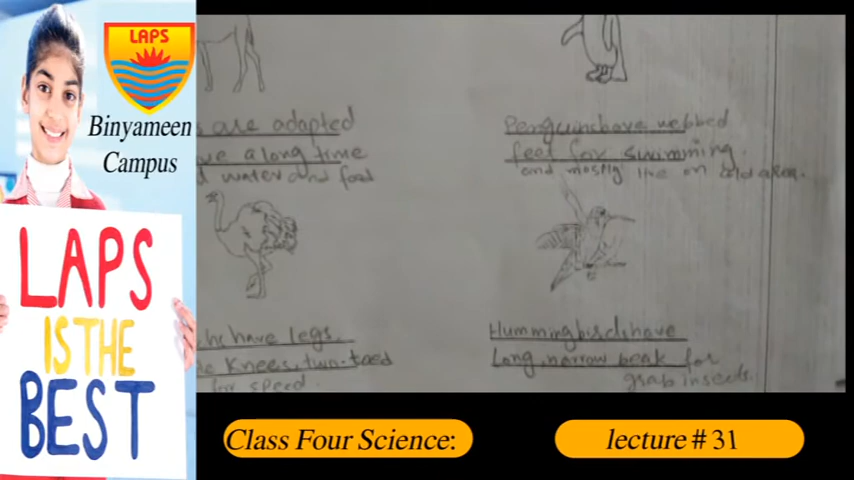 LAPS
Binyameen
Campus
LAPS
IS THE
BEST
s are adapted
ve a long time
d water and food
Penguins have webbed
feet for swimming.
and mostly live on cold area.
hs have legs.
Knees, two-toed
for speed.
Hummingbirds have
Long, narrow beak for
grab insects.
Class Four Science:
lecture # 31